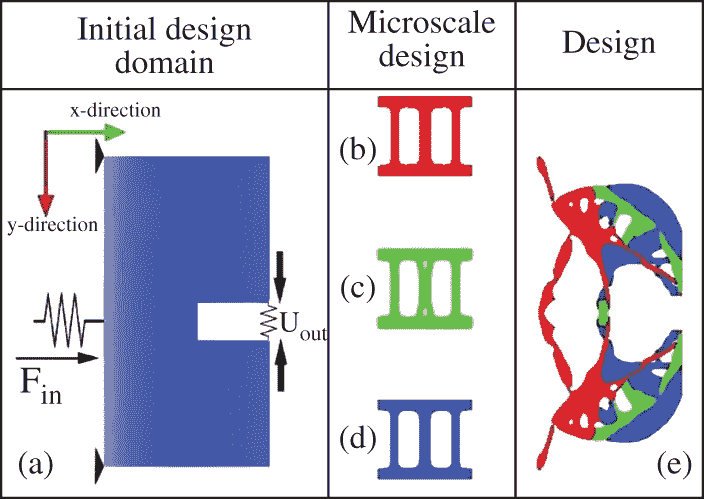 Initial design
domain
Microscale
design
Design
x-direction
y-direction
U_out
F_in
(a)
(b)
(c)
(d)
(e)